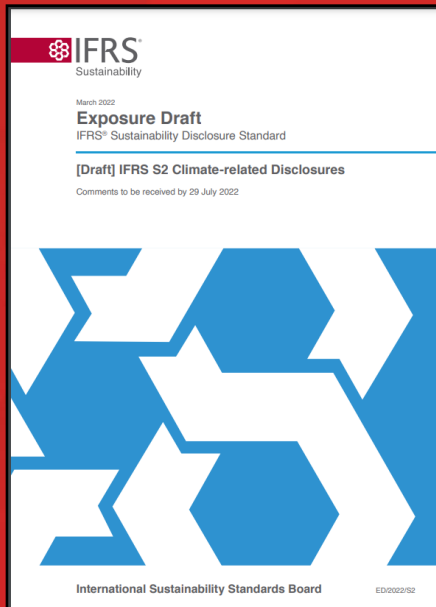 IFRS®
Sustainability
March 2022
Exposure Draft
IFRS® Sustainability Disclosure Standard
[Draft] IFRS S2 Climate-related Disclosures
Comments to be received by 29 July 2022
International Sustainability Standards Board
ED/2022/S2